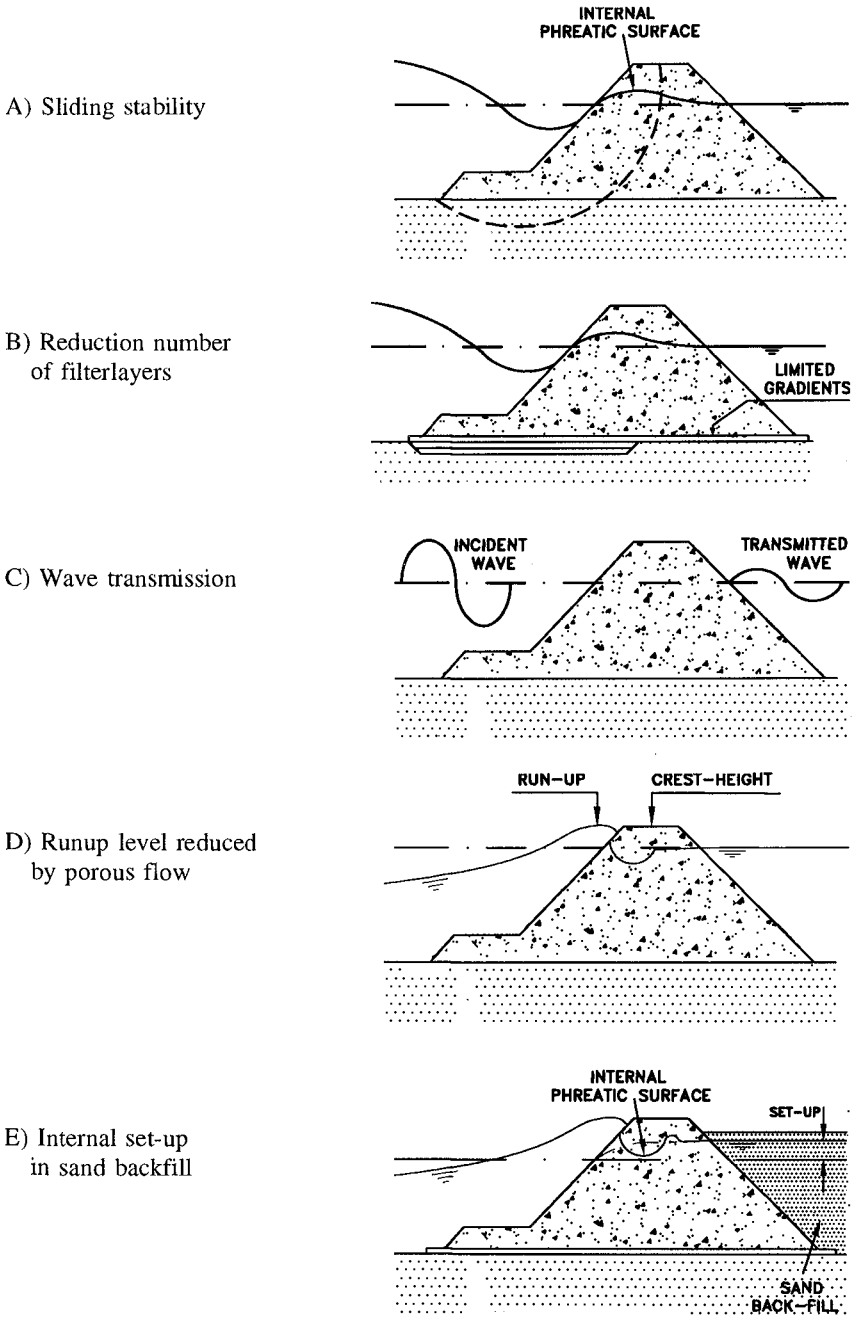 INTERNAL
PHREATIC SURFACE
A) Sliding stability
B) Reduction number
of filterlayers
LIMITED
GRADIENTS
C) Wave transmission
INCIDENT
WAVE
TRANSMITTED
WAVE
RUN-UP
CREST-HEIGHT
D) Runup level reduced
by porous flow
INTERNAL
PHREATIC SURFACE
SET-UP
E) Internal set-up
in sand backfill
SAND
BACK-FILL